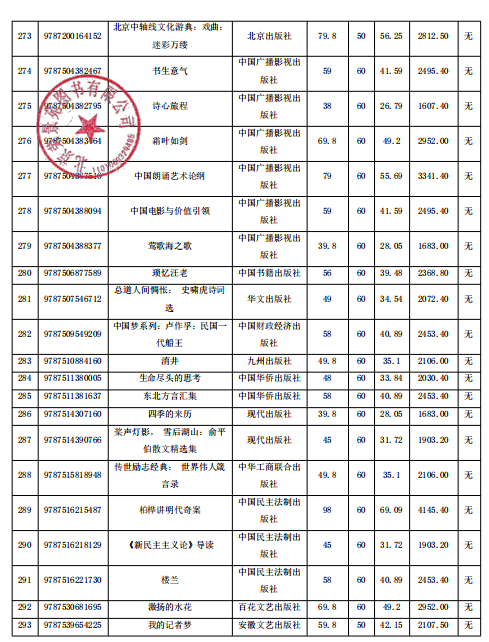 273 9787200164152 北京中轴线文化游典：戏曲： 北京出版社 79.8 50 56.25 2812.50 无
迷彩万缕
274 9787504382467 书生意气 中国广播影视出 59 60 41.59 2495.40 无
版社
275 9787504382795 诗心旅程 中国广播影视出 38 60 26.79 1607.40 无
版社
276 霜叶如剑 中国广播影视出 69.8 60 49.2 2952.00 无
版社
277 中国朗诵艺术论纲 中国广播影视出 79 60 55.69 3341.40 无
版社
278 9787504388094 中国电影与价值引领 中国广播影视出 59 60 41.59 2495.40 无
版社
279 9787504388377 莺歌海之歌 中国广播影视出 39.8 60 28.05 1683.00 无
版社
280 9787506877589 琐忆汪老 中国书籍出版社 56 60 39.48 2368.80 无
281 9787507546712 总道人间惆怅： 史啸虎诗词 华文出版社 49 60 34.54 2072.40 无
选
282 9787509549209 中国梦系列：卢作孚：民国一 中国财政经济出 58 60 40.89 2453.40 无
代船王 版社
283 9787510884160 消井 九州出版社 49.8 60 35.1 2106.00 无
284 9787511380005 生命尽头的思考 中国华侨出版社 48 60 33.84 2030.40 无
285 9787511381637 东北方言汇集 中国华侨出版社 58 60 40.89 2453.40 无
286 9787514307160 四季的来历 现代出版社 39.8 60 28.05 1683.00 无
287 9787514390766 桨声灯影， 雪后湖山：俞平 现代出版社 45 60 31.72 1903.20 无
伯散文精选集
288 9787515818948 传世励志经典： 世界伟人箴 中华工商联合出 49.8 60 35.1 2106.00 无
言录 版社
289 9787516215487 柏桦讲明代奇案 中国民主法制出 98 60 69.09 4145.40 无
版社
290 9787516218129 《新民主主义论》导读 中国民主法制出 45 60 31.72 1903.20 无
版社
291 9787516221730 楼兰 中国民主法制出 58 60 40.89 2453.40 无
版社
292 9787530681695 激扬的水花 百花文艺出版社 69.8 60 49.2 2952.00 无
293 9787539654225 我的记者梦 安徽文艺出版社 59.8 50 42.15 2107.50 无